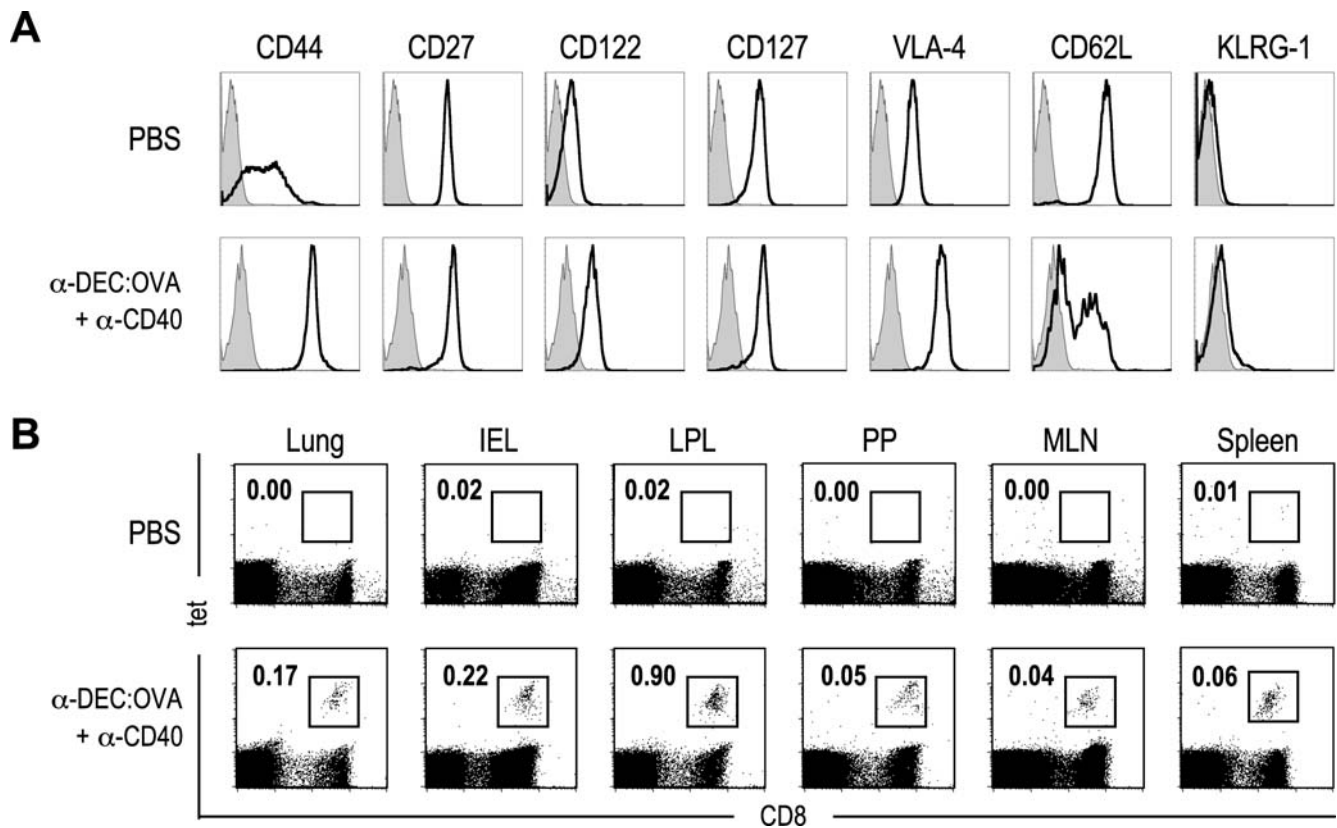 A
CD44 CD27 CD122 CD127 VLA-4 CD62L KLRG-1
PBS
α-DEC:OVA
+ α-CD40
B
Lung IEL LPL PP MLN Spleen
PBS
0.00 0.02 0.02 0.00 0.00 0.01
tet
α-DEC:OVA
+ α-CD40
0.17 0.22 0.90 0.05 0.04 0.06
CD8